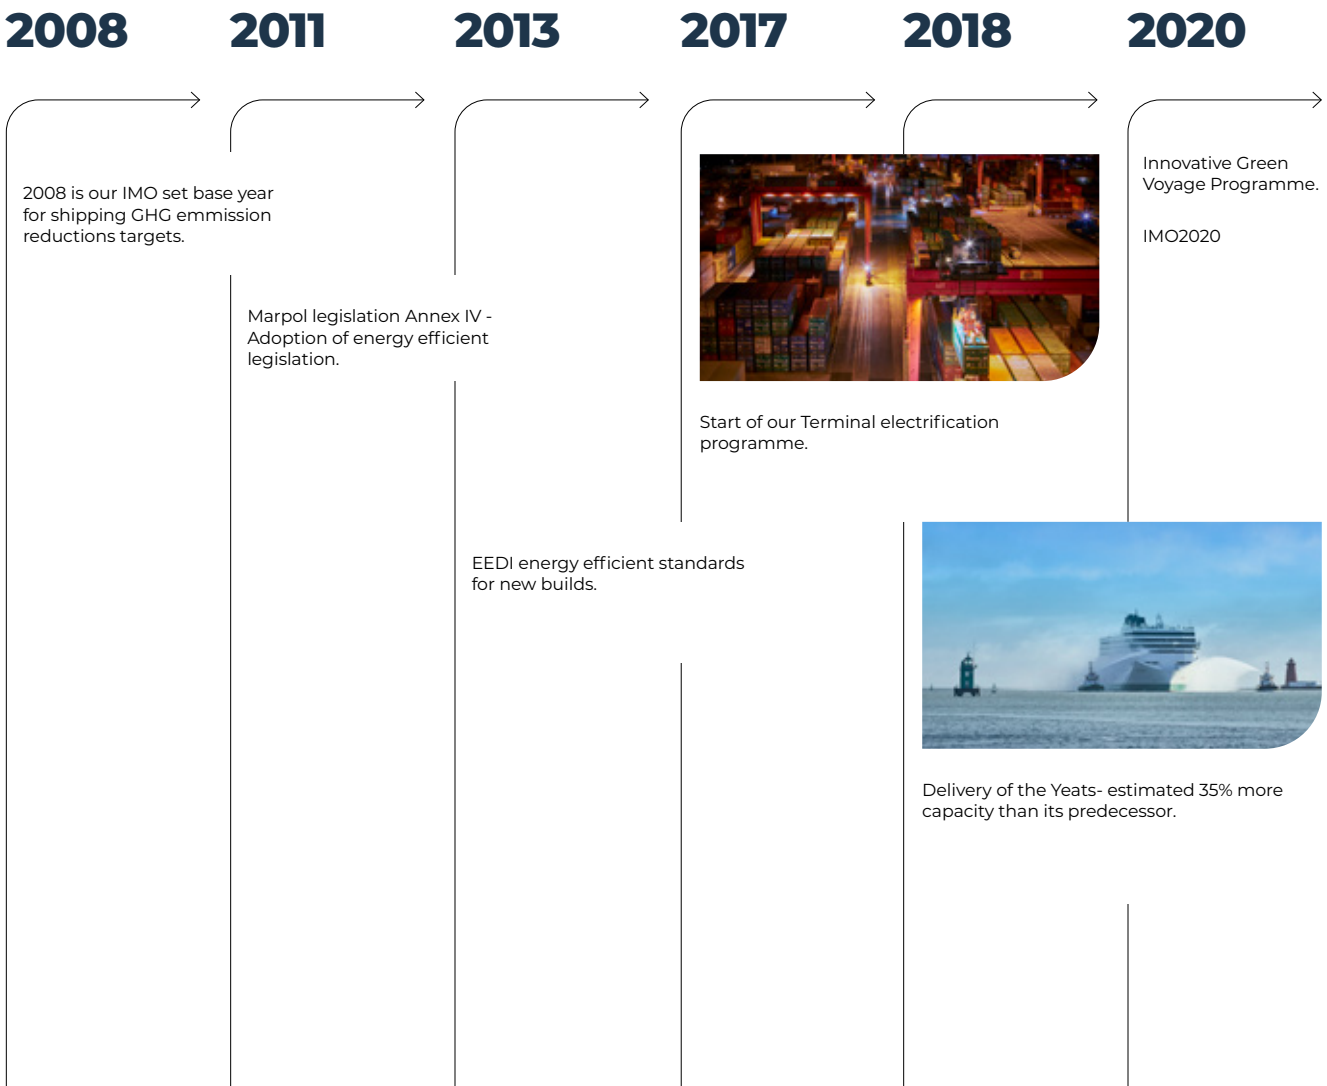 2008
2011
2013
2017
2018
2020
2008 is our IMO set base year
for shipping GHG emmission
reductions targets.
Marpol legislation Annex IV -
Adoption of energy efficient
legislation.
EEDI energy efficient standards
for new builds.
Start of our Terminal electrification
programme.
Delivery of the Yeats- estimated 35% more
capacity than its predecessor.
Innovative Green
Voyage Programme.
IMO2020